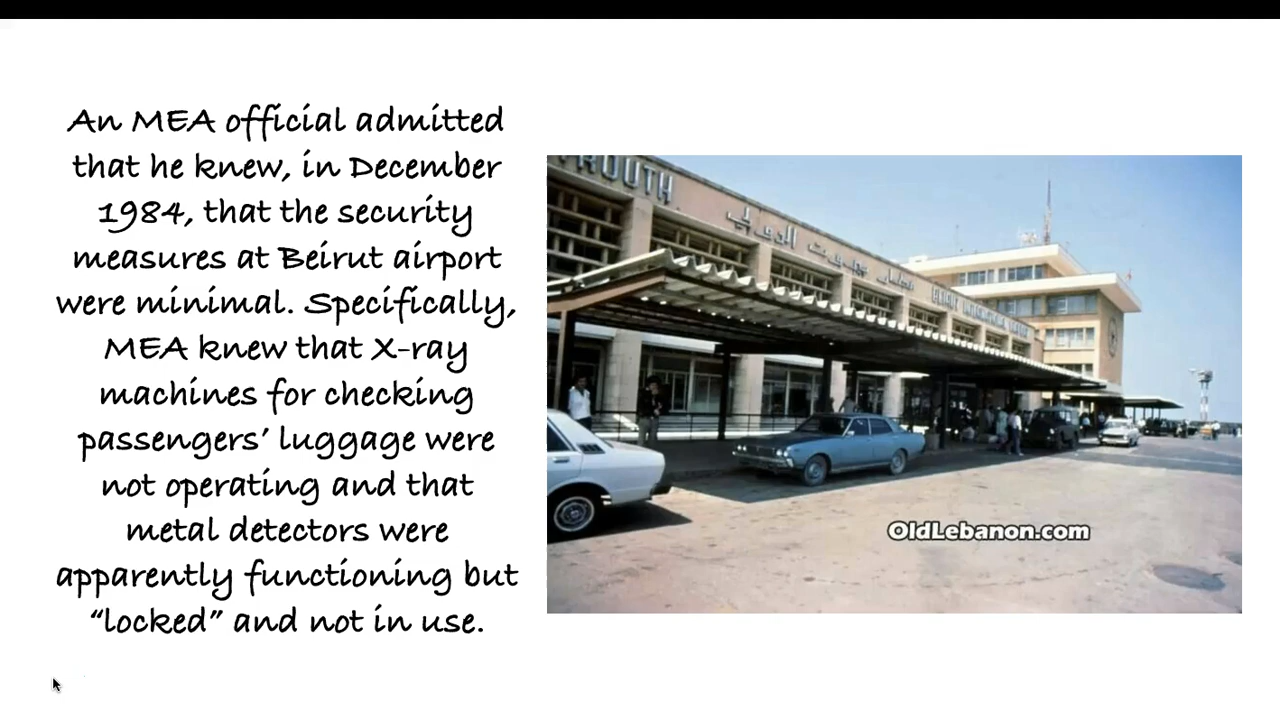 An MEA official admitted
that he knew, in December
1984, that the security
measures at Beirut airport
were minimal. Specifically,
MEA knew that X-ray
machines for checking
passengers’ luggage were
not operating and that
metal detectors were
apparently functioning but
“locked” and not in use.
ROUTH
OldLebanon.com